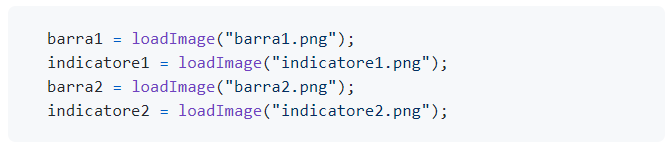 barra1 = loadImage("barra1.png");
indicatore1 = loadImage("indicatore1.png");
barra2 = loadImage("barra2.png");
indicatore2 = loadImage("indicatore2.png");